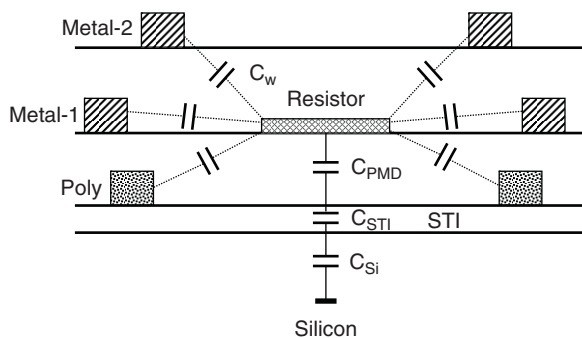 Metal-2
C_w
Resistor
Metal-1
C_PMD
Poly
C_STI STI
C_Si
Silicon